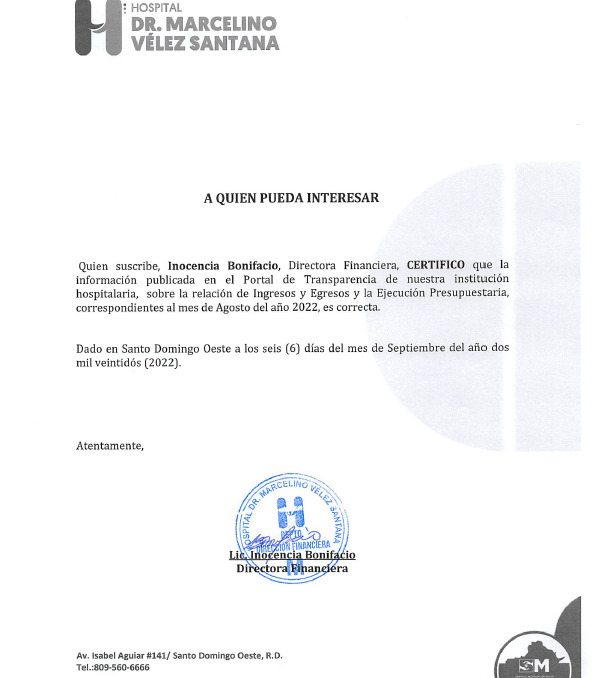 HOSPITAL
DR. MARCELINO
VÉLEZ SANTANA
A QUIEN PUEDA INTERESAR
Quien suscribe, Inocencia Bonifacio, Directora Financiera, CERTIFICO que la
información publicada en el Portal de Transparencia de nuestra institución
hospitalaria, sobre la relación de Ingresos y Egresos y la Ejecución Presupuestaria,
correspondientes al mes de Agosto del año 2022, es correcta.
Dado en Santo Domingo Oeste a los seis (6) días del mes de Septiembre del año dos
mil veintidós (2022).
Atentamente,
HOSPITAL DR. MARCELINO VELEZ SANTANA
DEPTO
DIRECCION FINANCIERA
Lic. Inocencia Bonifacio
Directora Financiera
Av. Isabel Aguiar #141/ Santo Domingo Oeste, R.D.
Tel.:809-560-6666